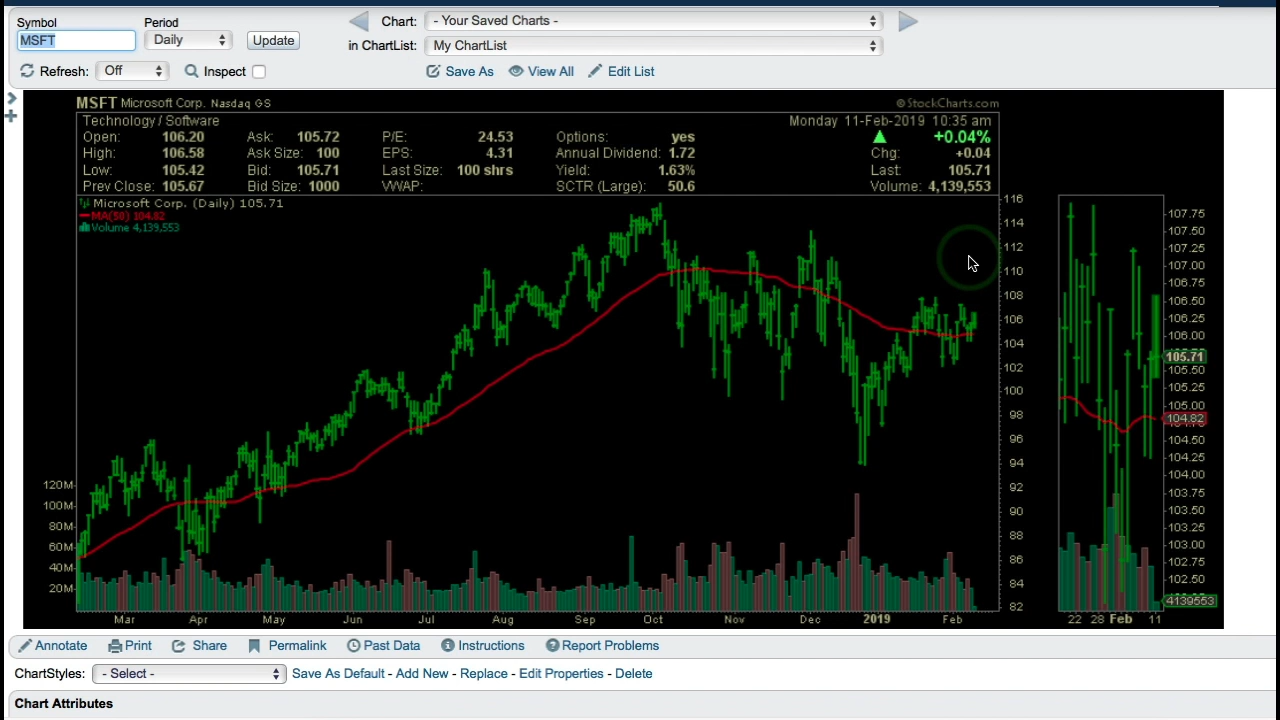 Symbol Period Chart: - Your Saved Charts -
MSFT Daily Update in ChartList: My ChartList
Refresh: Off Inspect Save As View All Edit List
MSFT Microsoft Corp. Nasdaq GS ©StockCharts.com
Technology / Software Monday 11-Feb-2019 10:35 am
Open: 106.20 Ask: 105.72 P/E: 24.53 Options: yes +0.04%
High: 106.58 Ask Size: 100 EPS: 4.31 Annual Dividend: 1.72 Chg: +0.04
Low: 105.42 Bid: 105.71 Last Size: 100 shrs Yield: 1.63% Last: 105.71
Prev Close: 105.67 Bid Size: 1000 VWAP: SCTR (Large): 50.6 Volume: 4,139,553
Microsoft Corp. (Daily) 105.71
MA(50) 104.82
Volume 4,139,553
116
114
112
110
108
106
104
102
100
98
96
94
92
90
88
86
84
82
120M
100M
80M
60M
40M
20M
Mar Apr May Jun Jul Aug Sep Oct Nov Dec 2019 Feb
107.75
107.50
107.25
107.00
106.75
106.50
106.25
106.00
105.71
105.50
105.25
105.00
104.82
104.50
104.25
104.00
103.75
103.50
103.25
103.00
102.75
102.50
4139553
22 28 Feb 11
Annotate Print Share Permalink Past Data Instructions Report Problems
ChartStyles: - Select - Save As Default - Add New - Replace - Edit Properties - Delete
Chart Attributes